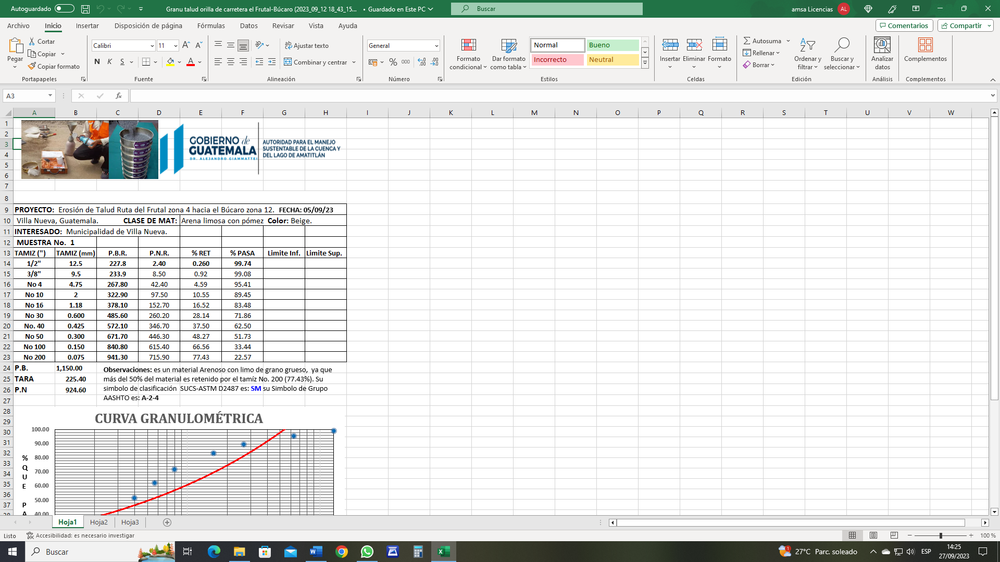 Autoguardado
Granu talud orilla de carretera el Frutal-Búcaro (2023_09_12 18_43_15... • Guardado en Este PC
Buscar
amsa Licencias AL
Archivo Inicio Insertar Disposición de página Fórmulas Datos Revisar Vista Ayuda
Comentarios Compartir
Pegar Cortar Copiar Copiar formato
Calibri 11
N K S
Ajustar texto
Combinar y centrar
General
% 000
Formato condicional Dar formato como tabla
Normal Bueno
Incorrecto Neutral
Insertar Eliminar Formato
Autosuma Rellenar Borrar
Ordenar y filtrar Buscar y seleccionar
Analizar datos
Complementos
Portapapeles Fuente Alineación Número Estilos Celdas Edición Análisis Complementos
A3 fx
A B C D E F G H I J K L M N O P Q R S T U V W
1
2
3
4
5
6
7
8
GOBIERNO de GUATEMALA
DR. ALEJANDRO GIAMMATTEI
AUTORIDAD PARA EL MANEJO
SUSTENTABLE DE LA CUENCA Y
DEL LAGO DE AMATITLÁN
9 PROYECTO: Erosión de Talud Ruta del Frutal zona 4 hacia el Búcaro zona 12. FECHA: 05/09/23
10 Villa Nueva, Guatemala. CLASE DE MAT: Arena limosa con pómez Color: Beige.
11 INTERESADO: Municipalidad de Villa Nueva.
12 MUESTRA No. 1
13 TAMIZ (") TAMIZ (mm) P.B.R. P.N.R. % RET % PASA Limite Inf. Limite Sup.
14 1/2" 12.5 227.8 2.40 0.260 99.74
15 3/8" 9.5 233.9 8.50 0.92 99.08
16 No 4 4.75 267.80 42.40 4.59 95.41
17 No 10 2 322.90 97.50 10.55 89.45
18 No 16 1.18 378.10 152.70 16.52 83.48
19 No 30 0.600 485.60 260.20 28.14 71.86
20 No. 40 0.425 572.10 346.70 37.50 62.50
21 No 50 0.300 671.70 446.30 48.27 51.73
22 No 100 0.150 840.80 615.40 66.56 33.44
23 No 200 0.075 941.30 715.90 77.43 22.57
24 P.B. 1,150.00
25 TARA 225.40
26 P.N 924.60
27
Observaciones: es un material Arenoso con limo de grano grueso, ya que
más del 50% del material es retenido por el tamíz No. 200 (77.43%). Su
simbolo de clasificación SUCS-ASTM D2487 es: SM su Simbolo de Grupo
AASHTO es: A-2-4
28
29
30
31
32
33
34
35
36
37
38
CURVA GRANULOMÉTRICA
100.00
90.00
80.00
70.00
60.00
50.00
40.00
%
Q
U
E
P
A
Hoja1 Hoja2 Hoja3
Listo Accesibilidad: es necesario investigar
100 %
Buscar
27°C Parc. soleado
ESP
14:25
27/09/2023